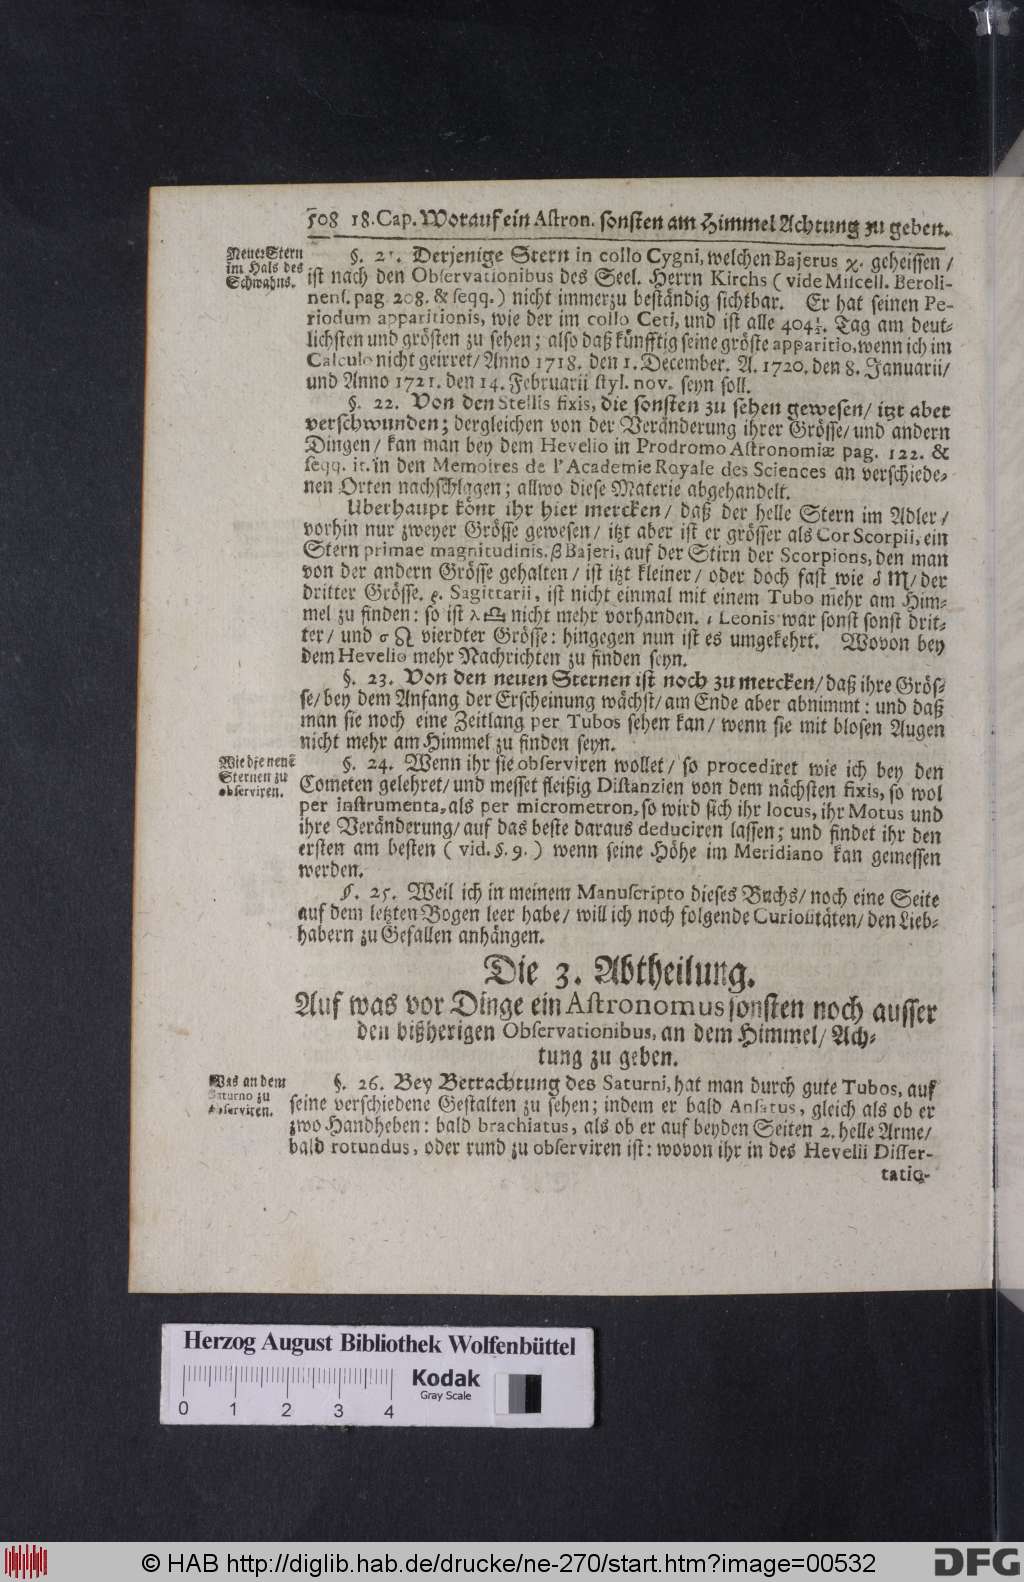 508 18. Cap. Worauf ein Astron. sonsten am Himmel Achtung zu geben.
Neuer Stern
im Hals des
Schwahns.
§. 21. Derjenige Stern in collo Cygni, welchen Bajerus χ. geheissen /
ist nach den Observationibus des Seel. Herrn Kirchs ( vide Miscell. Beroli-
nens. pag. 208. & seqq. ) nicht immerzu beständig sichtbar. Er hat seinen Pe-
riodum apparitionis, wie der im collo Ceti, und ist alle 404½. Tag am deut-
lichsten und grösten zu sehen; also daß künfftig seine gröste apparitio, wenn ich im
Calculo nicht geirret / Anno 1718. den 1. December. A. 1720. den 8. Januarii /
und Anno 1721. den 14. Februarii styl. nov. seyn soll.
§. 22. Von den Stellis fixis, die sonsten zu sehen gewesen / itzt aber
verschwunden; dergleichen von der Veränderung ihrer Grösse / und andern
Dingen / kan man bey dem Hevelio in Prodromo Astronomiæ pag. 122. &
seqq. it. in den Memoires de l'Academie Royale des Sciences an verschiede-
nen Orten nachschlagen; allwo diese Materie abgehandelt.
Uberhaupt könt ihr hier mercken / daß der helle Stern im Adler /
vorhin nur zweyer Grösse gewesen / itzt aber ist er grösser als Cor Scorpii, ein
Stern primae magnitudinis. β Bajeri, auf der Stirn der Scorpions, den man
von der andern Grösse gehalten / ist itzt kleiner / oder doch fast wie δ ♏ / der
dritter Grösse. ε. Sagittarii, ist nicht einmal mit einem Tubo mehr am Him-
mel zu finden: so ist λ ♎ nicht mehr vorhanden. ι Leonis war sonst sonst drit-
ter / und σ ♌ vierdter Grösse: hingegen nun ist es umgekehrt. Wovon bey
dem Hevelio mehr Nachrichten zu finden seyn.
§. 23. Von den neuen Sternen ist noch zu mercken / daß ihre Grös-
se / bey dem Anfang der Erscheinung wächst / am Ende aber abnimmt: und daß
man sie noch eine Zeitlang per Tubos sehen kan / wenn sie mit blosen Augen
nicht mehr am Himmel zu finden seyn.
Wie die neuē
Sternen zu
observiren.
§. 24. Wenn ihr sie observiren wollet / so procediret wie ich bey den
Cometen gelehret / und messet fleißig Distanzien von dem nächsten fixis, so wol
per instrumenta, als per micrometron, so wird sich ihr locus, ihr Motus und
ihre Veränderung / auf das beste daraus deduciren lassen; und findet ihr den
ersten am besten ( vid. §. 9. ) wenn seine Höhe im Meridiano kan gemessen
werden.
§. 25. Weil ich in meinem Manuscripto dieses Buchs / noch eine Seite
auf dem letzten Bogen leer habe / will ich noch folgende Curiositäten / den Lieb-
habern zu Gefallen anhängen.
Die 3. Abtheilung.
Auf was vor Dinge ein Astronomus sonsten noch ausser
den bißherigen Observationibus, an dem Himmel / Ach-
tung zu geben.
Was an dem
Saturno zu
observiren.
§. 26. Bey Betrachtung des Saturni, hat man durch gute Tubos, auf
seine verschiedene Gestalten zu sehen; indem er bald Ansatus, gleich als ob er
zwo Handheben: bald brachiatus, als ob er auf beyden Seiten 2. helle Arme /
bald rotundus, oder rund zu observiren ist: wovon ihr in des Hevelii Disser-
tatio-
Herzog August Bibliothek Wolfenbüttel
Kodak
Gray Scale
0 1 2 3 4
© HAB http://diglib.hab.de/drucke/ne-270/start.htm?image=00532
DFG